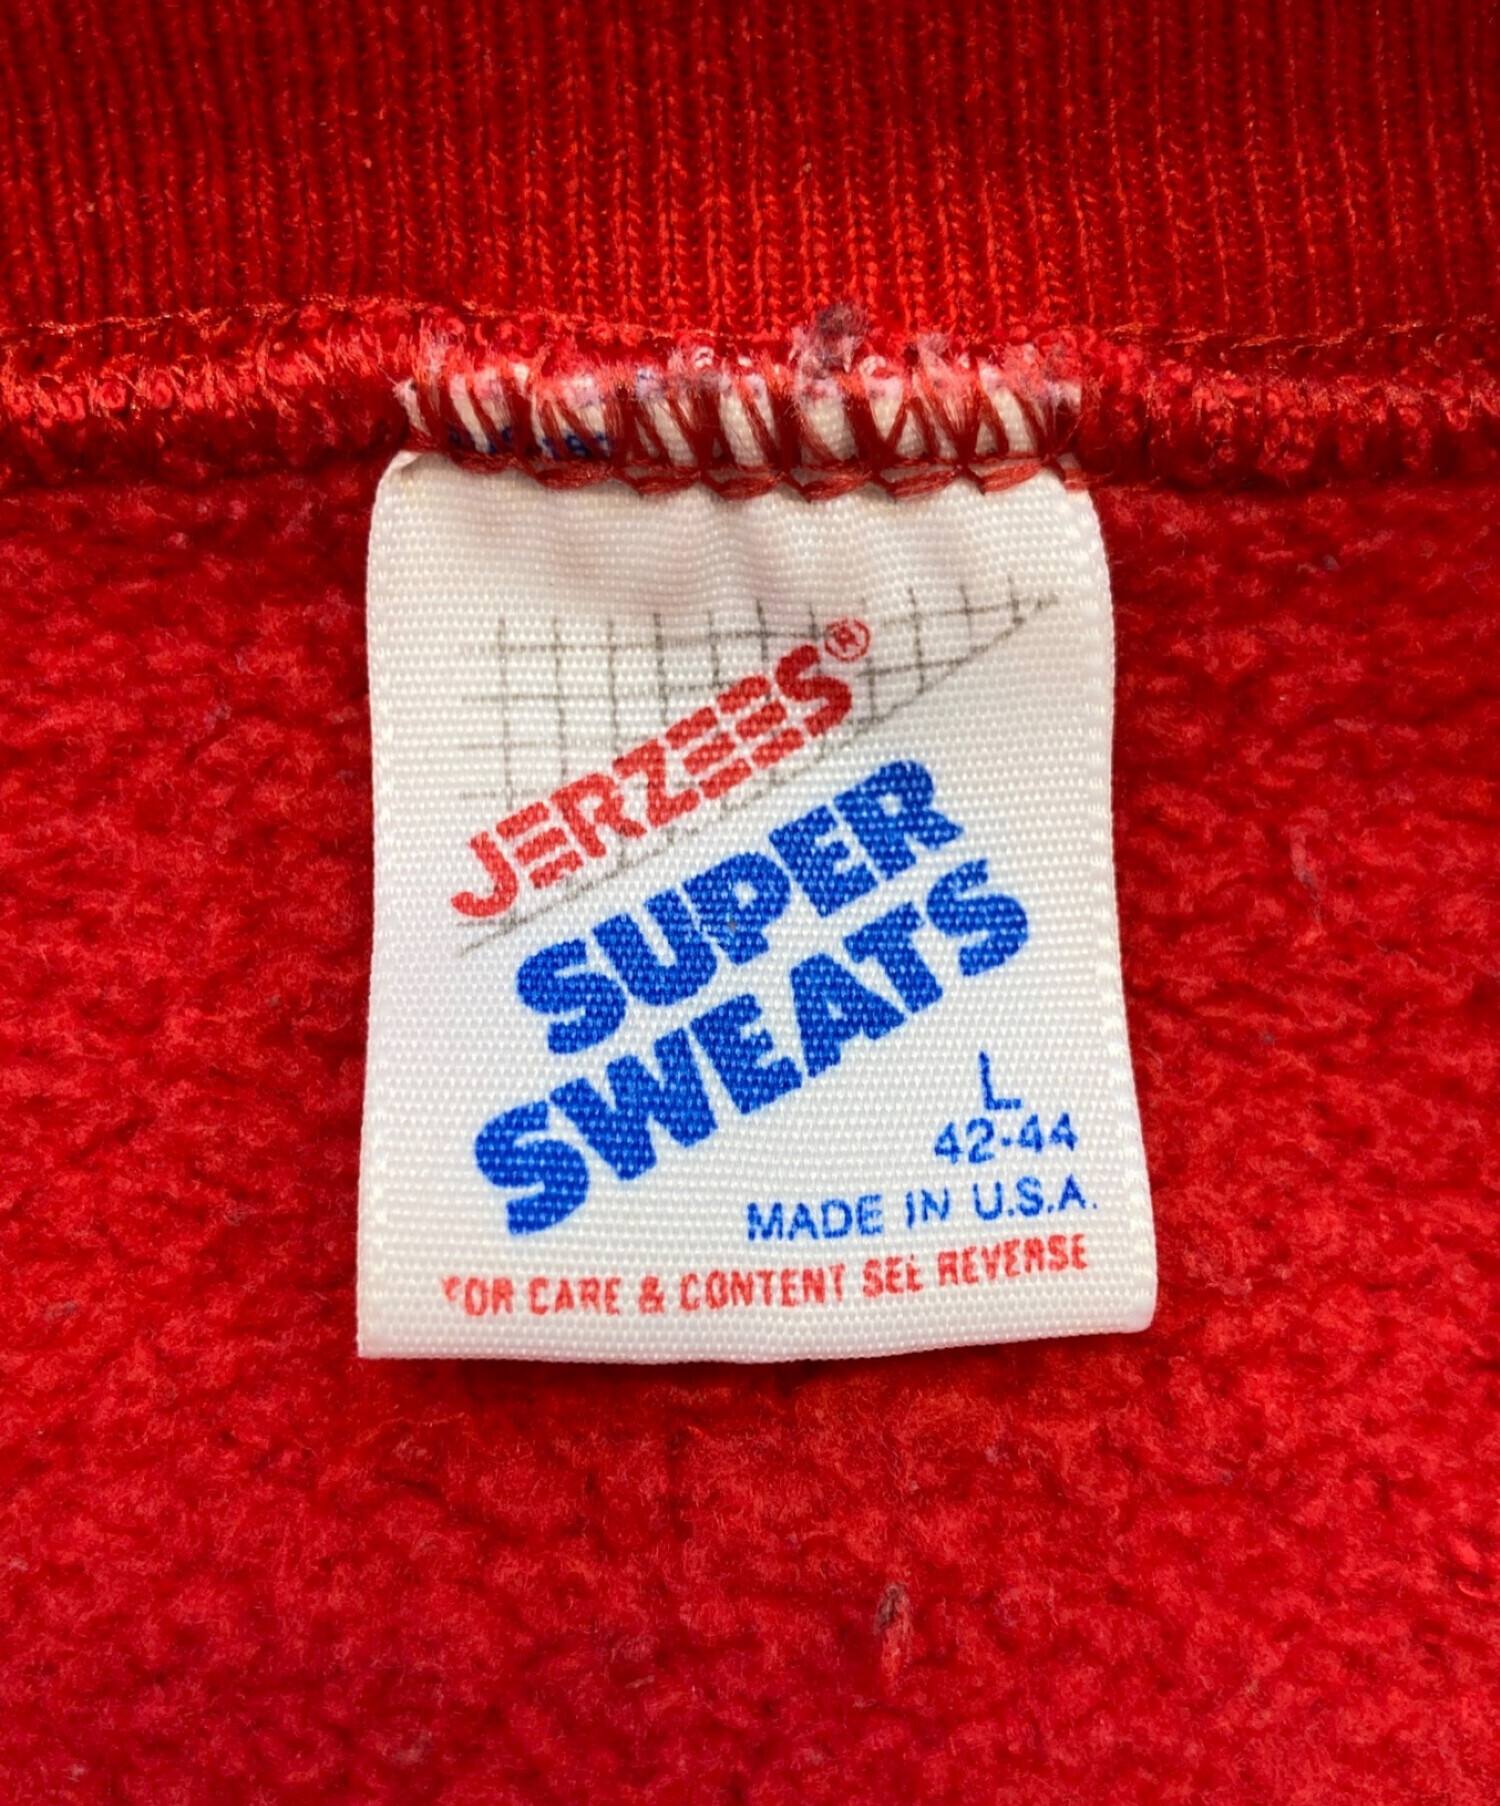 JERZEES®
SUPER
SWEATS
L
42-44
MADE IN U.S.A.
FOR CARE & CONTENT SEE REVERSE